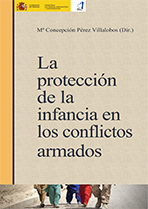 Mª Concepción Pérez Villalobos (Dir.)
La
protección
de la
infancia en
los conflictos
armados